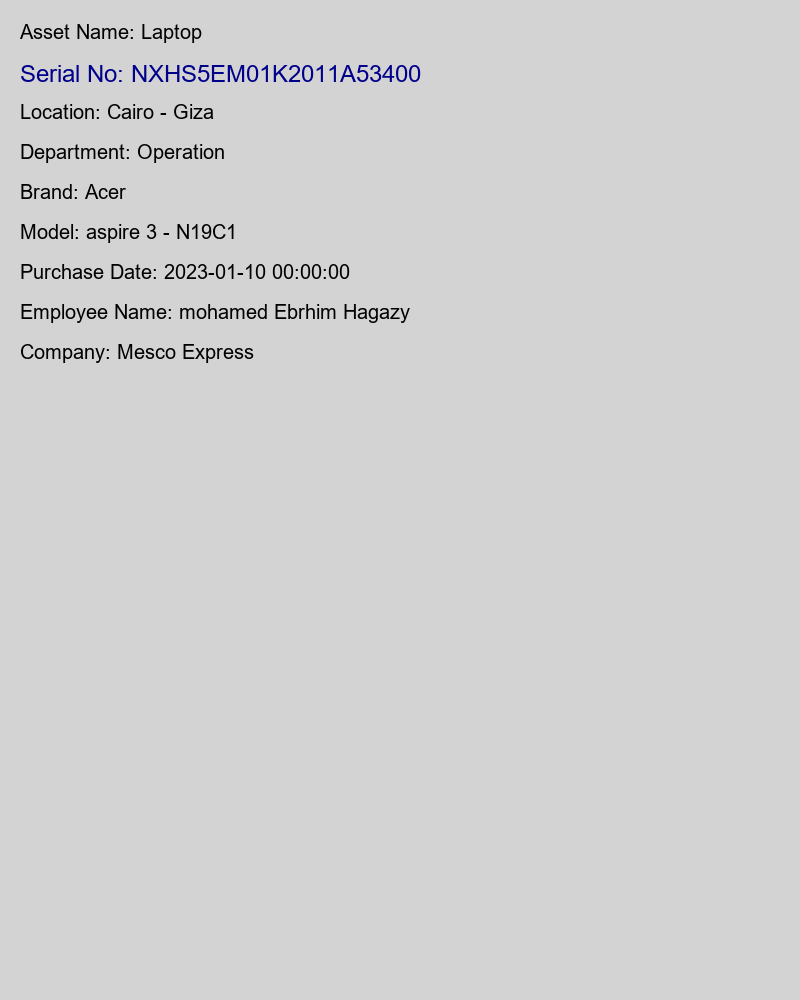 Asset Name: Laptop
Serial No: NXHS5EM01K2011A53400
Location: Cairo - Giza
Department: Operation
Brand: Acer
Model: aspire 3 - N19C1
Purchase Date: 2023-01-10 00:00:00
Employee Name: mohamed Ebrhim Hagazy
Company: Mesco Express